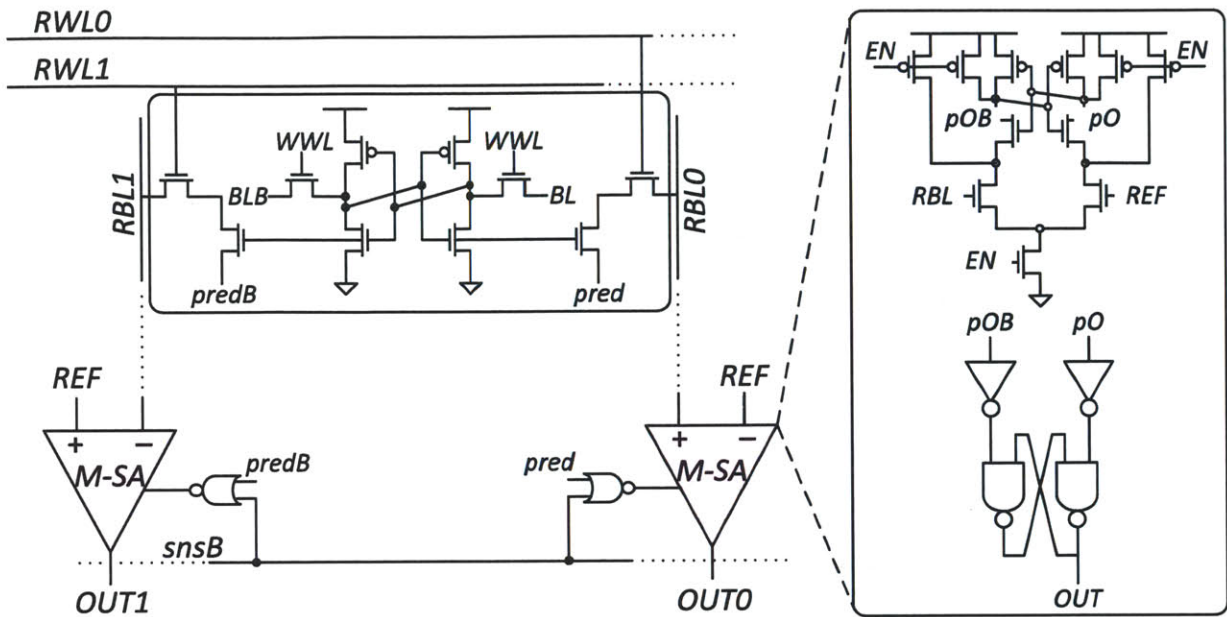 RWL0
RWL1
EN
EN
pOB
pO
WWL
WWL
RBL1
BLB
BL
RBL0
RBL
REF
predB
pred
EN
pOB
pO
REF
REF
+
−
+
−
M-SA
predB
pred
M-SA
snsB
OUT1
OUT0
OUT